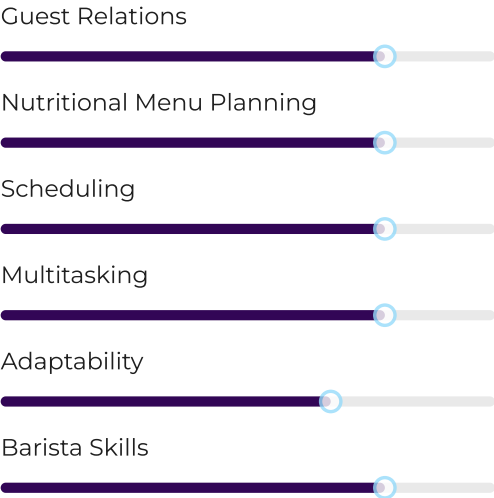 Guest Relations
Nutritional Menu Planning
Scheduling
Multitasking
Adaptability
Barista Skills